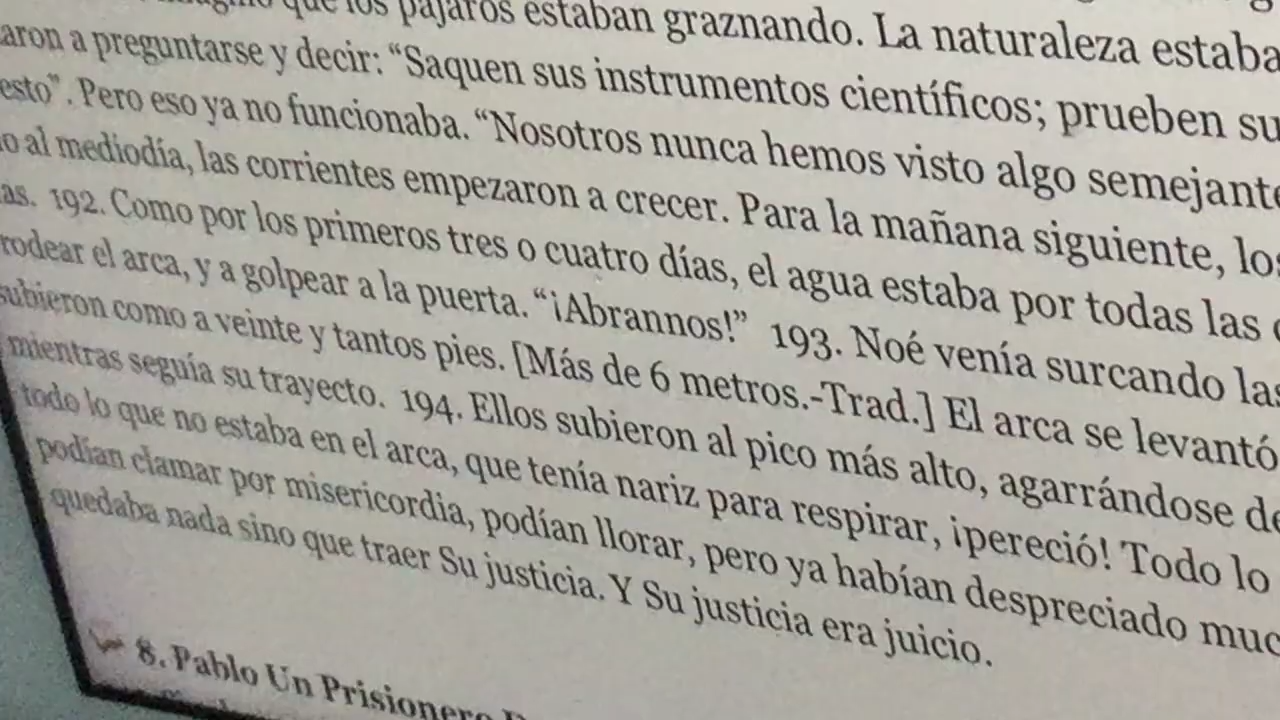 que los pájaros estaban graznando. La naturaleza estaba
aron a preguntarse y decir: “Saquen sus instrumentos científicos; prueben su
esto”. Pero eso ya no funcionaba. “Nosotros nunca hemos visto algo semejante
o al mediodía, las corrientes empezaron a crecer. Para la mañana siguiente, los
as. 192. Como por los primeros tres o cuatro días, el agua estaba por todas las
rodear el arca, y a golpear a la puerta. “¡Abrannos!” 193. Noé venía surcando las
subieron como a veinte y tantos pies. [Más de 6 metros.-Trad.] El arca se levantó
mientras seguía su trayecto. 194. Ellos subieron al pico más alto, agarrándose de
todo lo que no estaba en el arca, que tenía nariz para respirar, ¡pereció! Todo lo
podían clamar por misericordia, podían llorar, pero ya habían despreciado muc
quedaba nada sino que traer Su justicia. Y Su justicia era juicio.
8. Pablo Un Prisionero